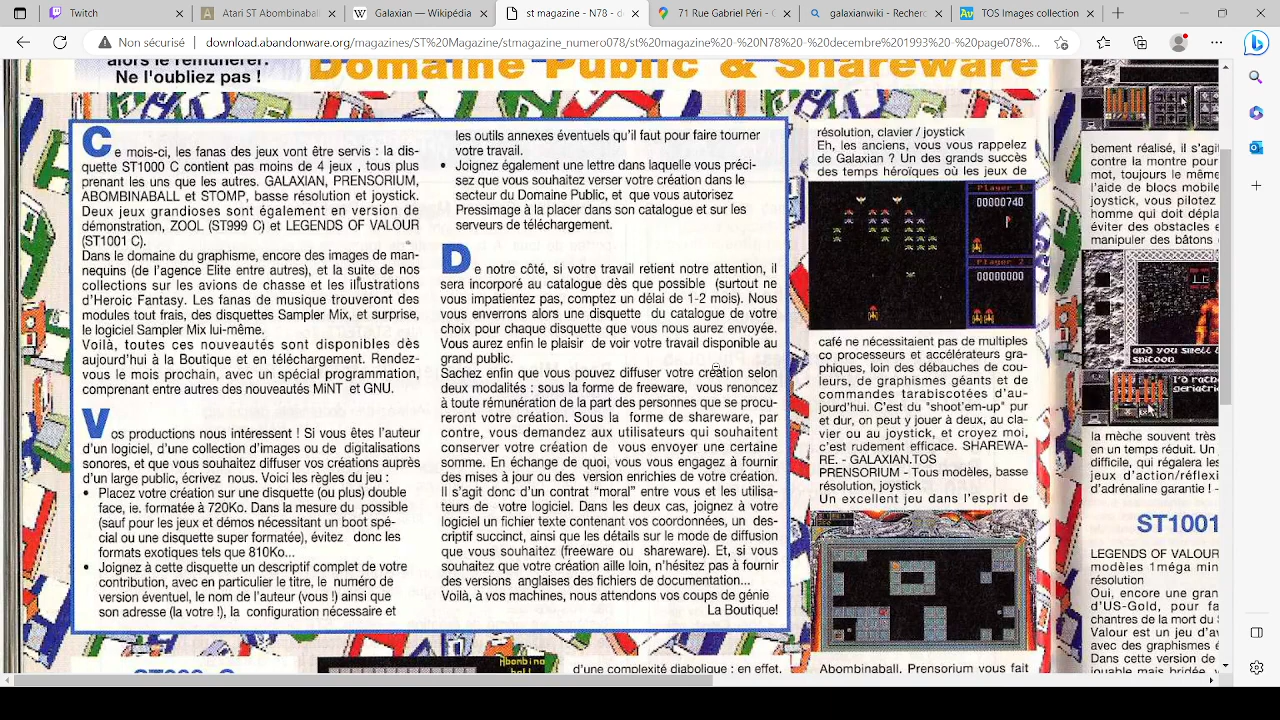 Twitch
Atari ST Abominaball
Galaxian — Wikipédia
st magazine - N78 - d
71 Rue Gabriel Péri - G
galaxianwiki - Recherc
TOS Images collection
Non sécurisé
download.abandonware.org/magazines/ST%20Magazine/stmagazine_numero078/st%20magazine%20-%20N78%20-%20decembre%201993%20-%20page078%...
alors le rémunérer.
Ne l'oubliez pas !
Domaine Public & Shareware
Ce mois-ci, les fanas des jeux vont être servis : la dis-
quette ST1000 C contient pas moins de 4 jeux , tous plus
prenant les uns que les autres. GALAXIAN, PRENSORIUM,
ABOMINABALL et STOMP, basse résolution et joystick.
Deux jeux grandioses sont également en version de
démonstration, ZOOL (ST999 C) et LEGENDS OF VALOUR
(ST1001 C).
Dans le domaine du graphisme, encore des images de man-
nequins (de l'agence Elite entre autres), et la suite de nos
collections sur les avions de chasse et les illustrations
d'Heroic Fantasy. Les fanas de musique trouveront des
modules tout frais, des disquettes Sampler Mix, et surprise,
le logiciel Sampler Mix lui-même.
Voilà, toutes ces nouveautés sont disponibles dès
aujourd'hui à la Boutique et en téléchargement. Rendez-
vous le mois prochain, avec un spécial programmation,
comprenant entre autres des nouveautés MiNT et GNU.
Vos productions nous intéressent ! Si vous êtes l'auteur
d'un logiciel, d'une collection d'images ou de digitalisations
sonores, et que vous souhaitez diffuser vos créations auprès
d'un large public, écrivez nous. Voici les règles du jeu :
• Placez votre création sur une disquette (ou plus) double
face, ie. formatée à 720Ko. Dans la mesure du possible
(sauf pour les jeux et démos nécessitant un boot spé-
cial ou une disquette super formatée), évitez donc les
formats exotiques tels que 810Ko...
• Joignez à cette disquette un descriptif complet de votre
contribution, avec en particulier le titre, le numéro de
version éventuel, le nom de l'auteur (vous !) ainsi que
son adresse (la votre !), la configuration nécessaire et
les outils annexes éventuels qu'il faut pour faire tourner
votre travail.
• Joignez également une lettre dans laquelle vous préci-
sez que vous souhaitez verser votre création dans le
secteur du Domaine Public, et que vous autorisez
Pressimage à la placer dans son catalogue et sur les
serveurs de téléchargement.
De notre côté, si votre travail retient notre attention, il
sera incorporé au catalogue dès que possible (surtout ne
vous impatientez pas, comptez un délai de 1-2 mois). Nous
vous enverrons alors une disquette du catalogue de votre
choix pour chaque disquette que vous nous aurez envoyée.
Vous aurez enfin le plaisir de voir votre travail disponible au
grand public.
Sachez enfin que vous pouvez diffuser votre création selon
deux modalités : sous la forme de freeware, vous renoncez
à toute rémunération de la part des personnes que se procu-
reront votre création. Sous la forme de shareware, par
contre, vous demandez aux utilisateurs qui souhaitent
conserver votre création de vous envoyer une certaine
somme. En échange de quoi, vous vous engagez à fournir
des mises à jour ou des version enrichies de votre création.
Il s'agit donc d'un contrat “moral” entre vous et les utilisa-
teurs de votre logiciel. Dans les deux cas, joignez à votre
logiciel un fichier texte contenant vos coordonnées, un des-
criptif succinct, ainsi que les détails sur le mode de diffusion
que vous souhaitez (freeware ou shareware). Et, si vous
souhaitez que votre création aille loin, n'hésitez pas à fournir
des versions anglaises des fichiers de documentation...
Voilà, à vos machines, nous attendons vos coups de génie
La Boutique!
Abonbina
ball
d'une complexité diabolique : en effet,
résolution, clavier / joystick
Eh, les anciens, vous vous rappelez
de Galaxian ? Un des grands succès
des temps héroïques où les jeux de
Player 1
00000740
Player 2
00000000
café ne nécessitaient pas de multiples
co processeurs et accélérateurs gra-
phiques, loin des débauches de cou-
leurs, de graphismes géants et de
commandes tarabiscotées d'au-
jourd'hui. C'est du "shoot'em-up" pur
et dur, on peut y jouer à deux, au cla-
vier ou au joystick, et croyez moi,
c'est rudement efficace. SHAREWA-
RE. - GALAXIAN.TOS
PRENSORIUM - Tous modèles, basse
résolution, joystick
Un excellent jeu dans l'esprit de
Abominaball. Prensorium vous fait
bement réalisé, il s'agi
contre la montre pour
mot, toujours le même
l'aide de blocs mobile
joystick, vous pilotez
homme qui doit dépla
éviter des obstacles e
manipuler des bâtons
and you smell
spitoon
I'd rathe
geriatri
la mèche souvent très
en un temps réduit. Un
difficile, qui régalera les
jeux d'action/réflexi
d'adrénaline garantie ! -
ST1001
LEGENDS OF VALOUR
modèles 1méga min
résolution
Oui, encore une gran
d'US-Gold, pour fa
chantres de la mort du S
Valour est un jeu d'av
avec des graphismes é
Dans cette version de
jouable mais bridée, v